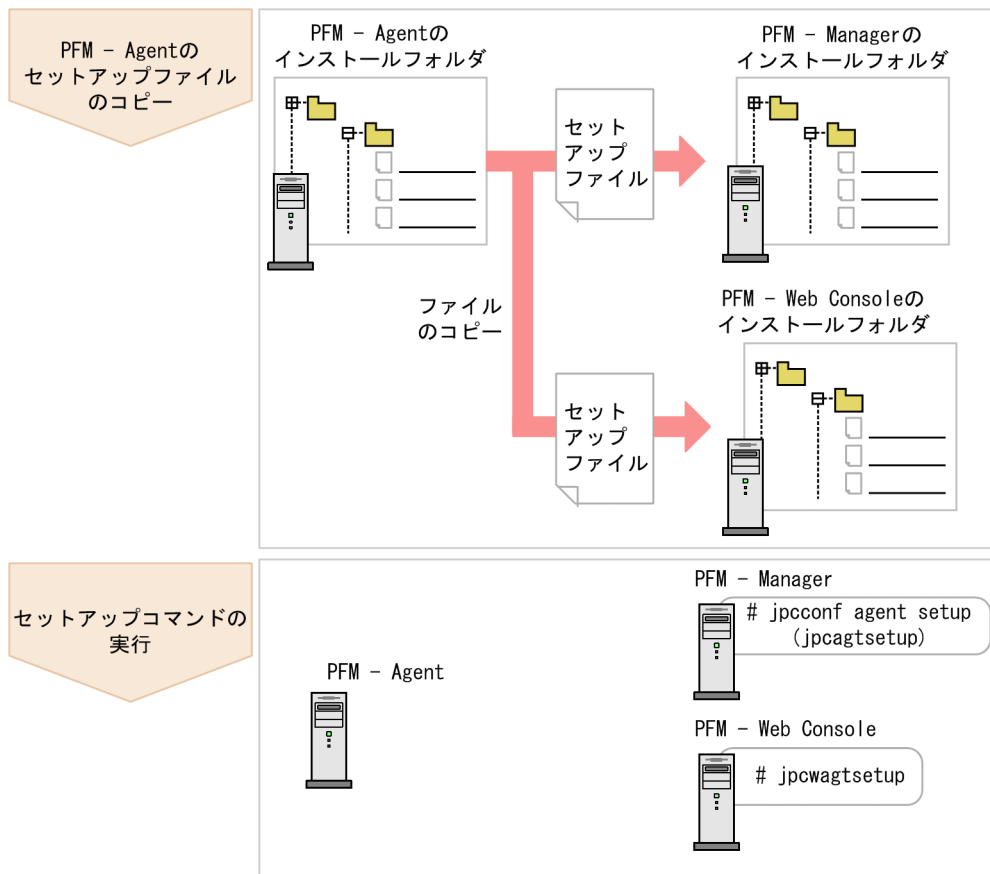 PFM - Agentの
セットアップファイル
のコピー
PFM - Agentの
インストールフォルダ
PFM - Managerの
インストールフォルダ
セット
アップ
ファイル
ファイル
のコピー
PFM - Web Consoleの
インストールフォルダ
セット
アップ
ファイル
セットアップコマンドの
実行
PFM - Agent
PFM - Manager
# jpcconf agent setup
(jpcagtsetup)
PFM - Web Console
# jpcwagtsetup